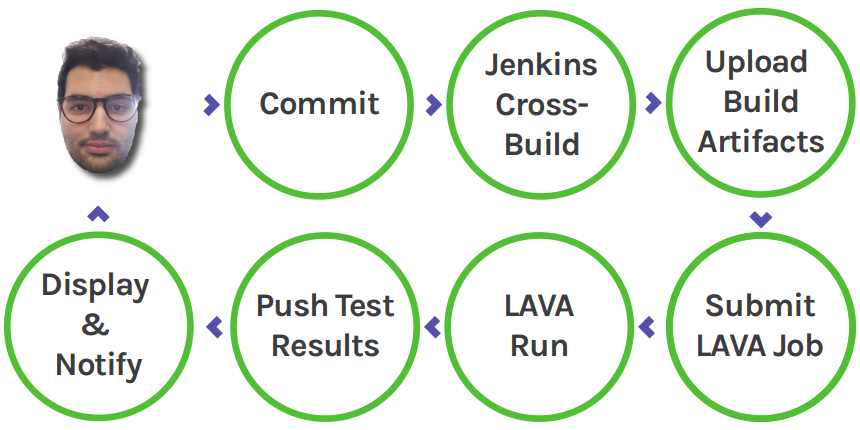 Commit
Jenkins
Cross-
Build
Upload
Build
Artifacts
Submit
LAVA Job
LAVA
Run
Push Test
Results
Display
&
Notify